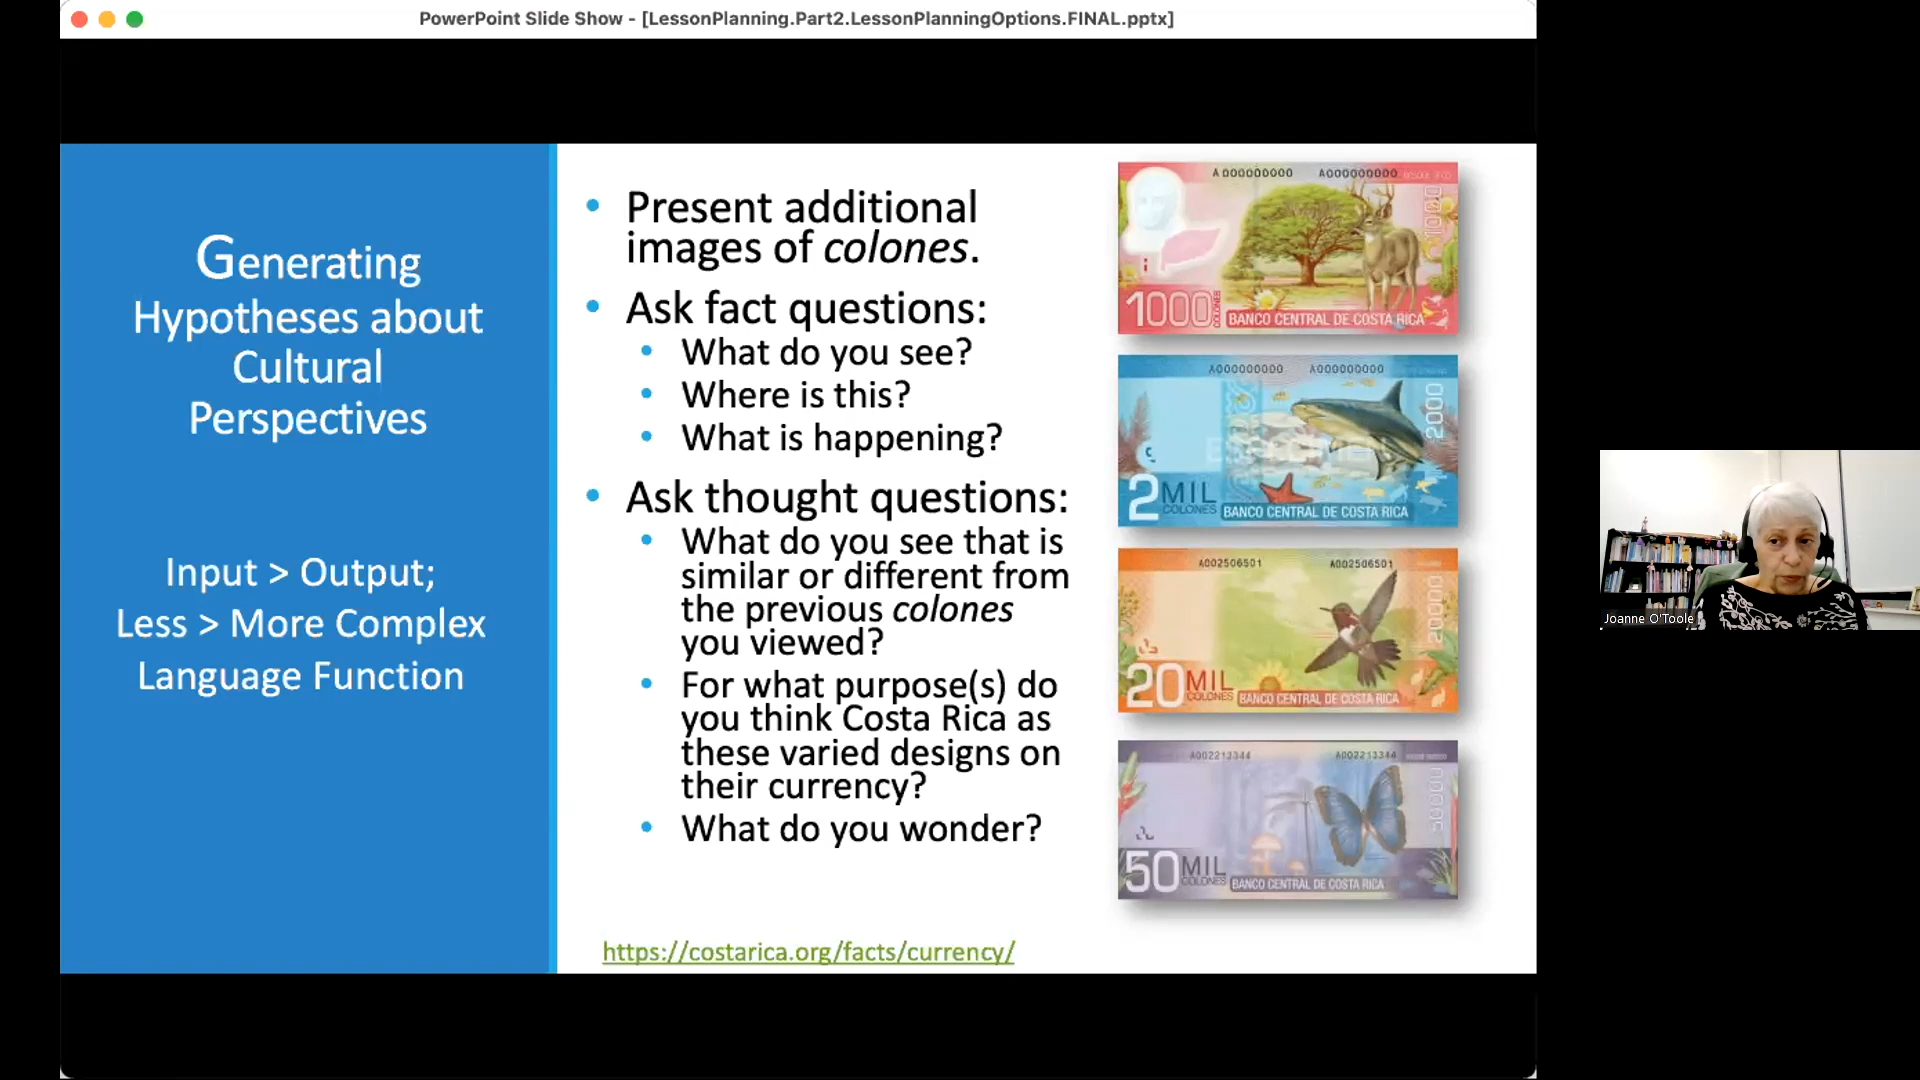 PowerPoint Slide Show - [LessonPlanning.Part2.LessonPlanningOptions.FINAL.pptx]
Generating
Hypotheses about
Cultural
Perspectives
Input > Output;
Less > More Complex
Language Function
• Present additional
images of colones.
• Ask fact questions:
• What do you see?
• Where is this?
• What is happening?
• Ask thought questions:
• What do you see that is
similar or different from
the previous colones
you viewed?
• For what purpose(s) do
you think Costa Rica as
these varied designs on
their currency?
• What do you wonder?
https://costarica.org/facts/currency/
A000000000 A000000000
1000
1000 COLONES
BANCO CENTRAL DE COSTA RICA
A000000000 A000000000
2000
2 MIL
COLONES
BANCO CENTRAL DE COSTA RICA
A002506501 A002506501
20000
20 MIL
COLONES
BANCO CENTRAL DE COSTA RICA
A002213344 A002213344
50000
50 MIL
COLONES
BANCO CENTRAL DE COSTA RICA
Joanne O'Toole